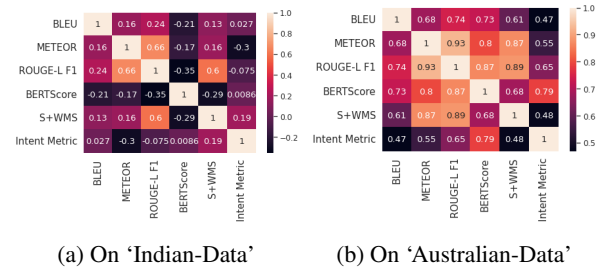 BLEU 1 0.16 0.24 -0.21 0.13 0.027
METEOR 0.16 1 0.66 -0.17 0.16 -0.3
ROUGE-L F1 0.24 0.66 1 -0.35 0.6 -0.075
BERTScore -0.21 -0.17 -0.35 1 -0.29 0.0086
S+WMS 0.13 0.16 0.6 -0.29 1 0.19
Intent Metric 0.027 -0.3 -0.075 0.0086 0.19 1
BLEU METEOR ROUGE-L F1 BERTScore S+WMS Intent Metric
1.0
0.8
0.6
0.4
0.2
0.0
−0.2
(a) On ‘Indian-Data’
BLEU 1 0.68 0.74 0.73 0.61 0.47
METEOR 0.68 1 0.93 0.8 0.87 0.55
ROUGE-L F1 0.74 0.93 1 0.87 0.89 0.65
BERTScore 0.73 0.8 0.87 1 0.68 0.79
S+WMS 0.61 0.87 0.89 0.68 1 0.48
Intent Metric 0.47 0.55 0.65 0.79 0.48 1
BLEU METEOR ROUGE-L F1 BERTScore S+WMS Intent Metric
1.0
0.9
0.8
0.7
0.6
0.5
(b) On ‘Australian-Data’